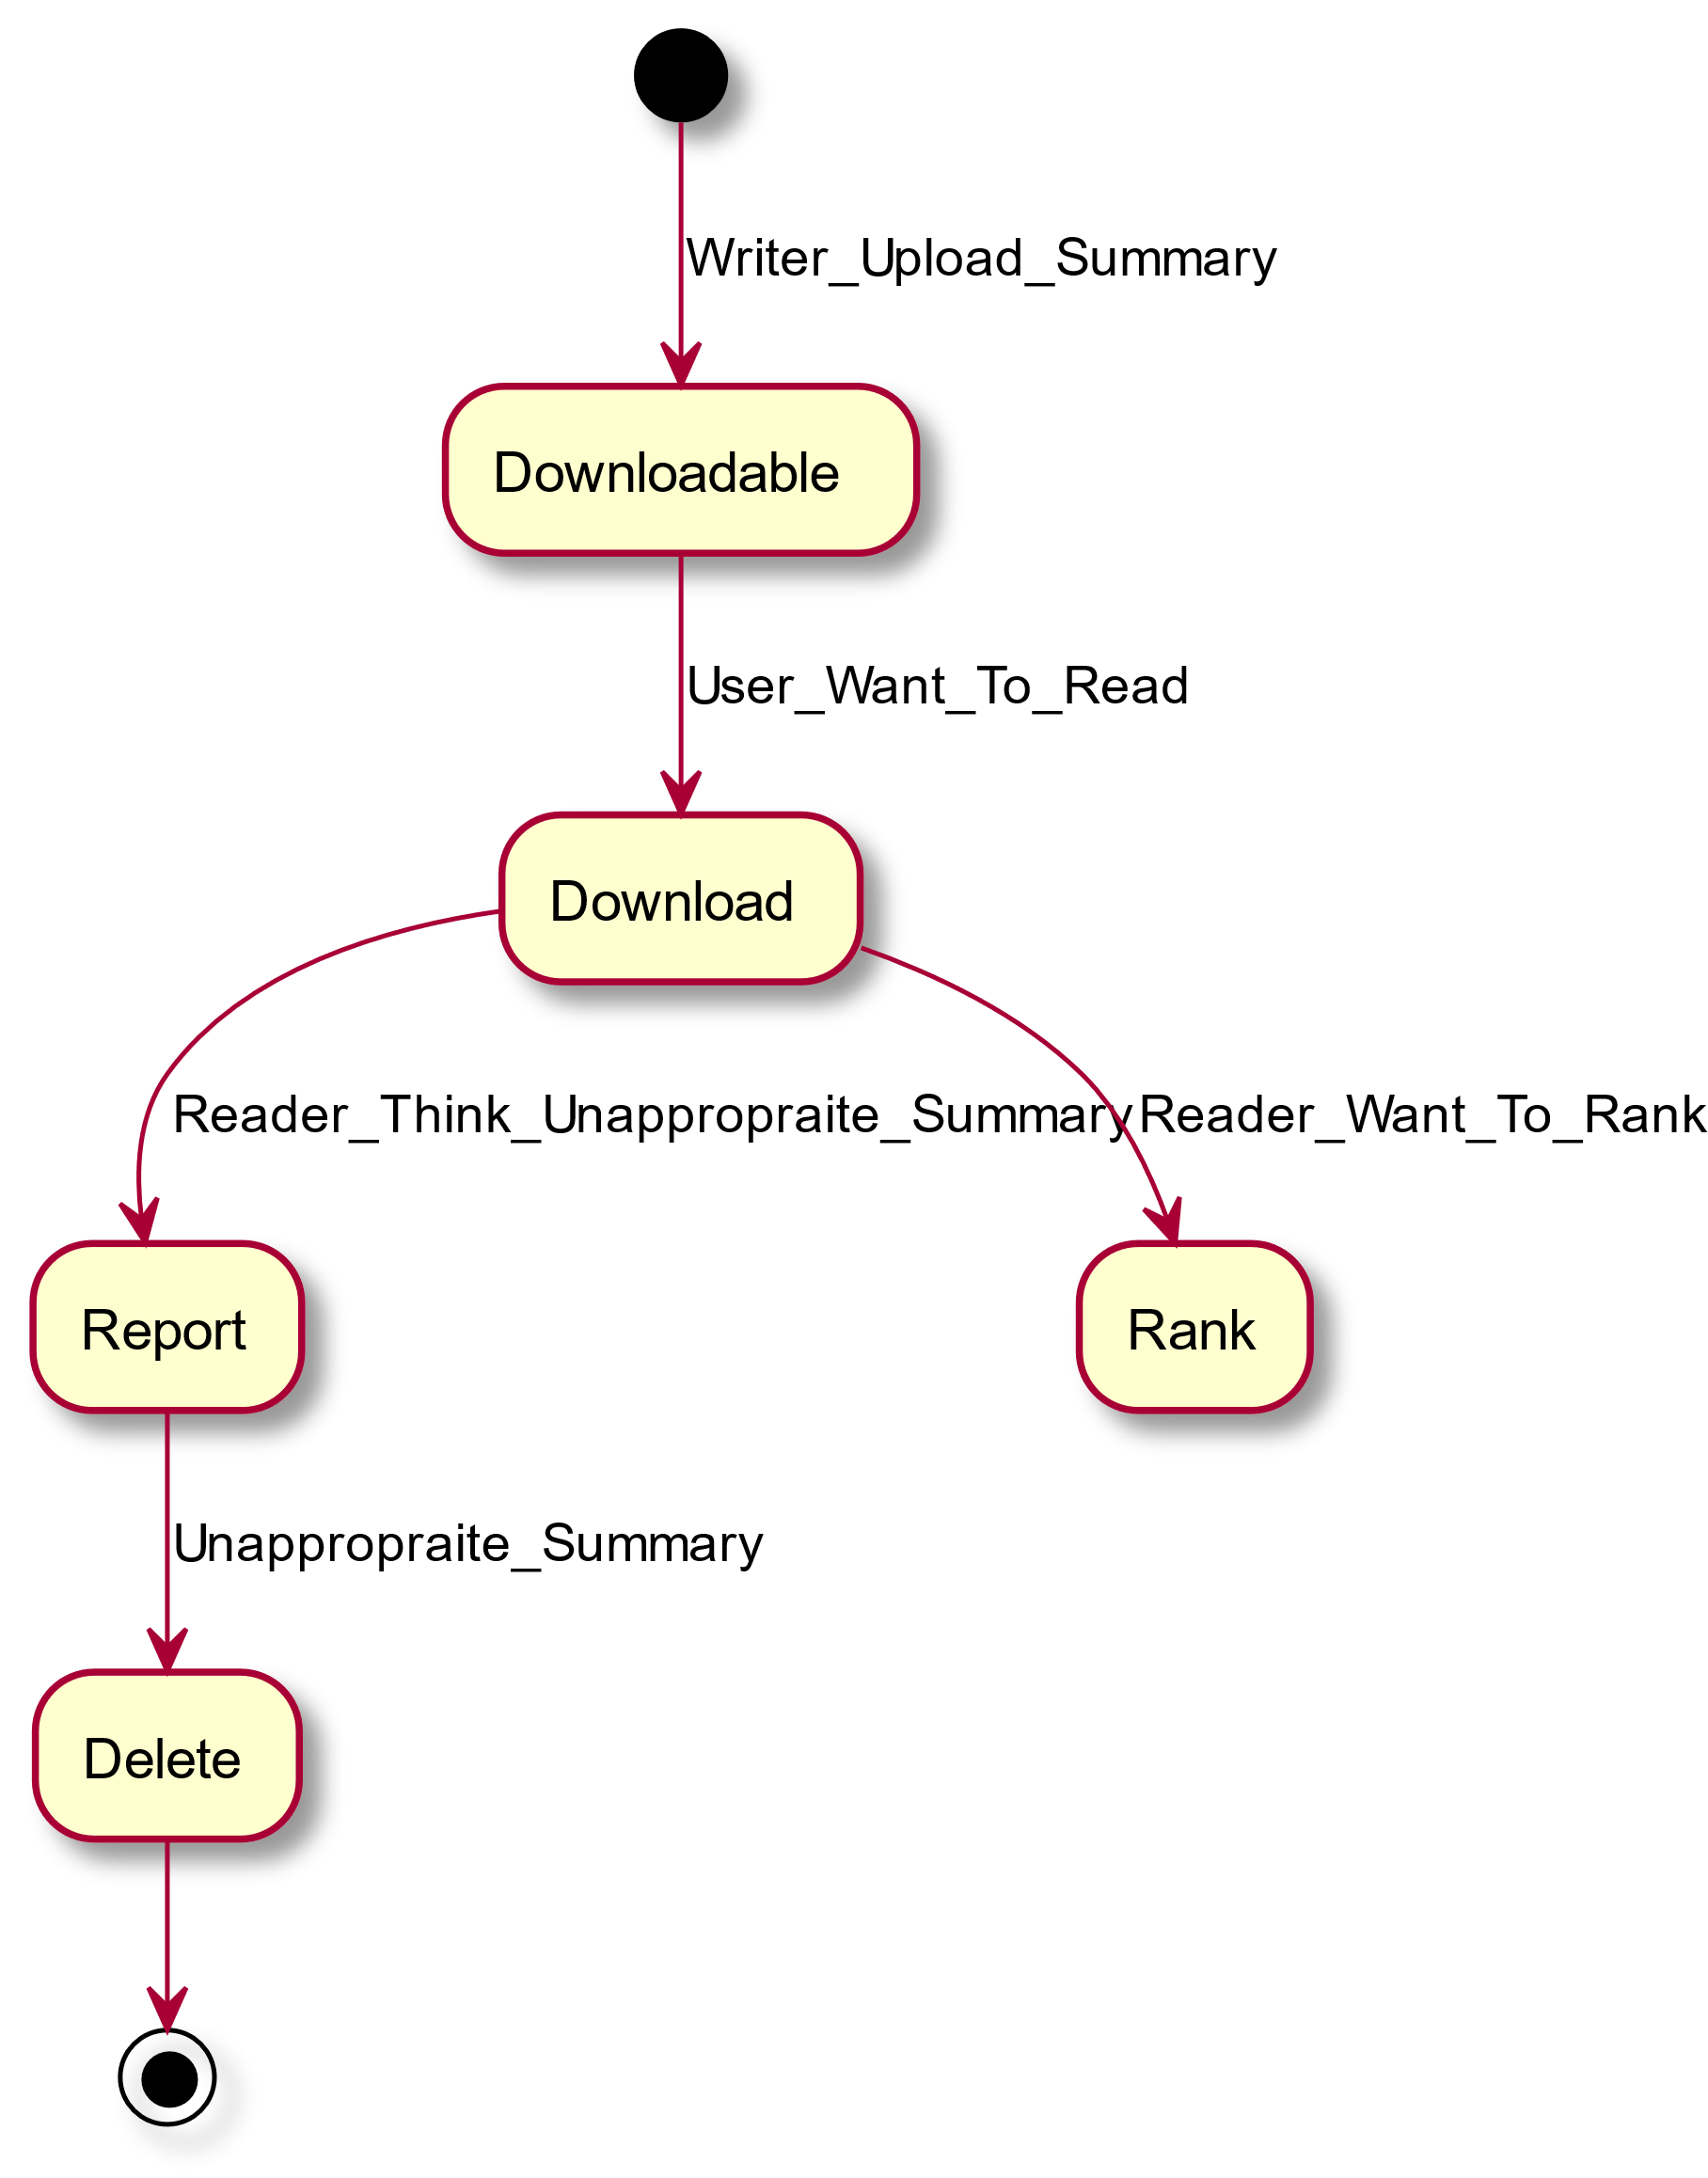 Writer_Upload_Summary
Downloadable
User_Want_To_Read
Download
Reader_Think_Unappropraite_Summary
Reader_Want_To_Rank
Report
Rank
Unappropraite_Summary
Delete